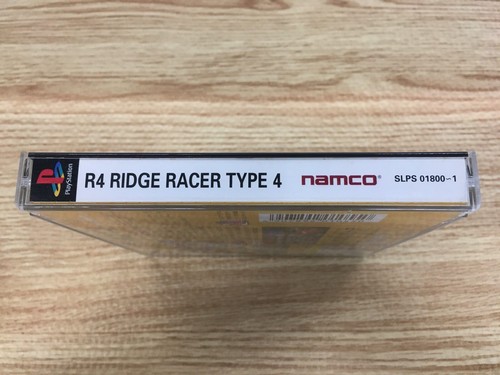 PlayStation R4 RIDGE RACER TYPE 4 namco® SLPS 01800-1